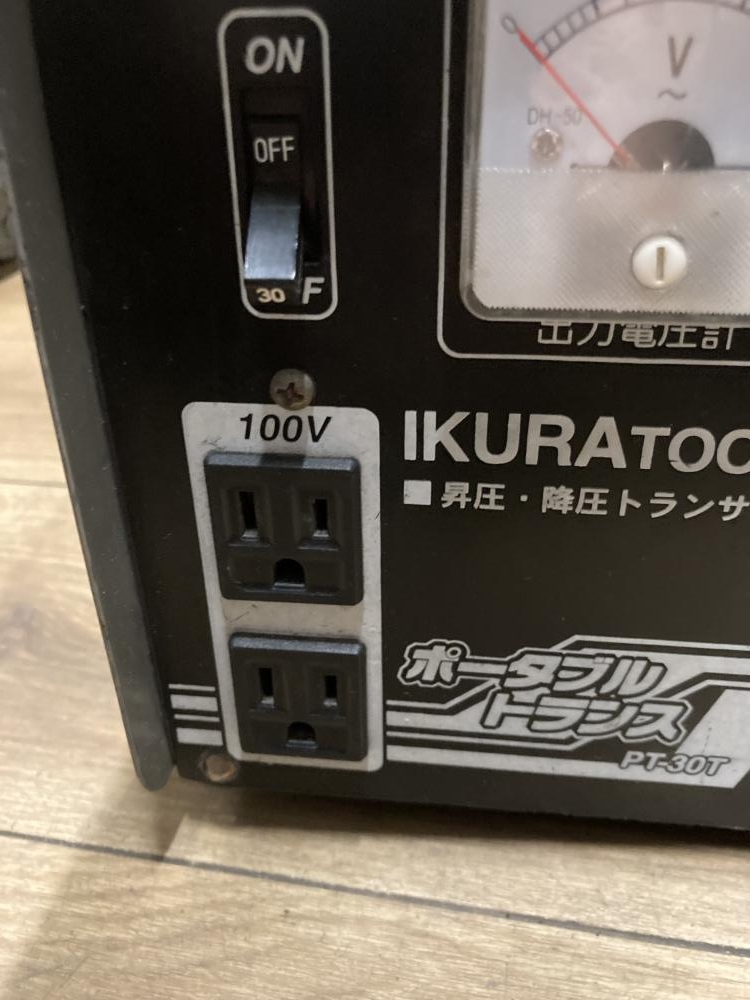 ON
OFF
30
F
0
V
~
DH-50
出力電圧計
100V
IKURATOO
■昇圧・降圧トランサ
ポータブル
トランス
PT-30T